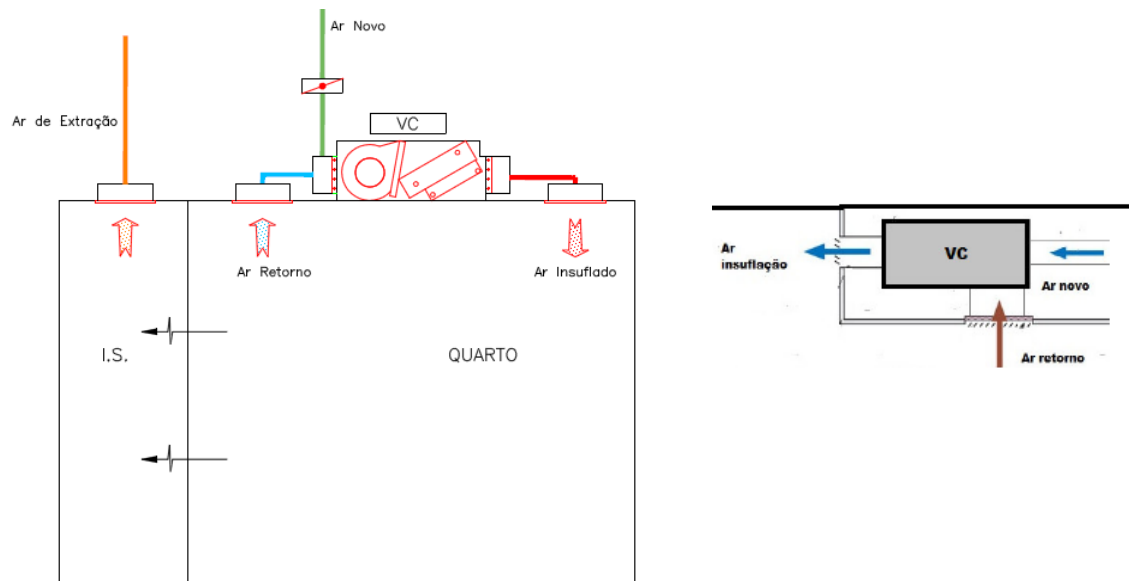 Ar Novo
Ar de Extração
VC
Ar Retorno
Ar Insuflado
I.S.
QUARTO
Ar
insuflação
VC
Ar novo
Ar retorno